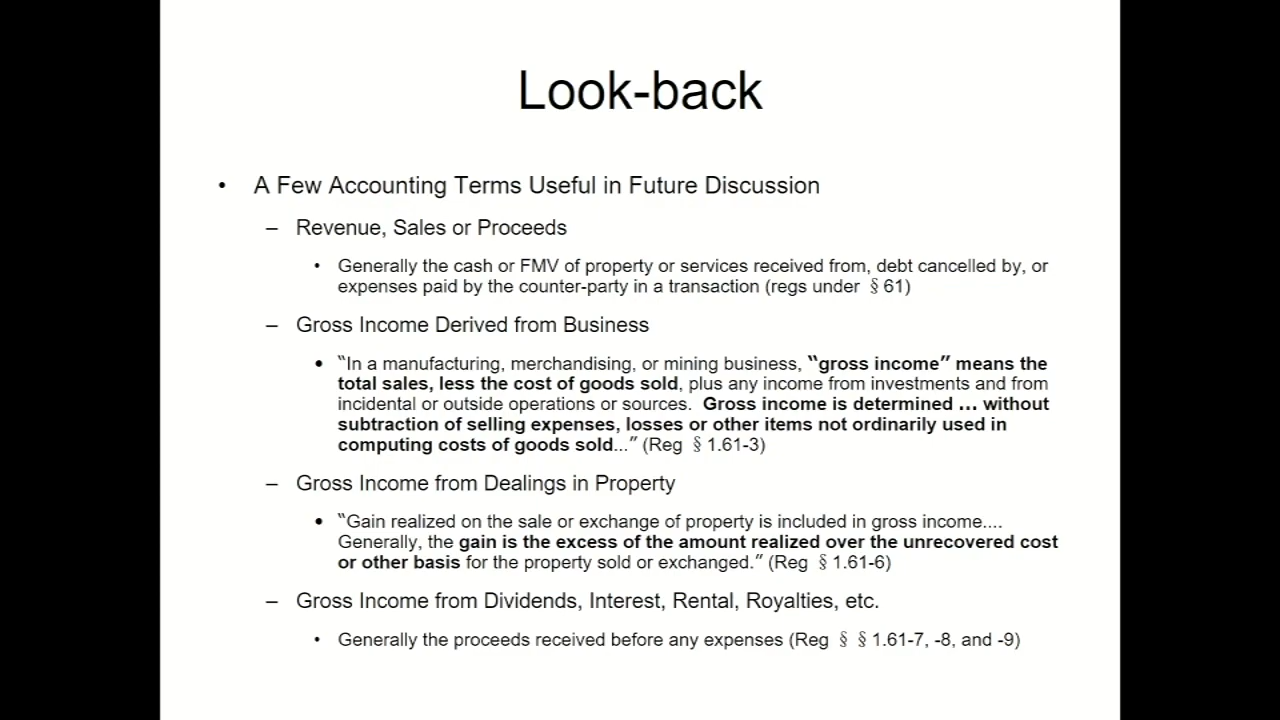 Look-back
• A Few Accounting Terms Useful in Future Discussion
– Revenue, Sales or Proceeds
• Generally the cash or FMV of property or services received from, debt cancelled by, or
expenses paid by the counter-party in a transaction (regs under § 61)
– Gross Income Derived from Business
• “In a manufacturing, merchandising, or mining business, “gross income” means the
total sales, less the cost of goods sold, plus any income from investments and from
incidental or outside operations or sources. Gross income is determined … without
subtraction of selling expenses, losses or other items not ordinarily used in
computing costs of goods sold...” (Reg § 1.61-3)
– Gross Income from Dealings in Property
• “Gain realized on the sale or exchange of property is included in gross income....
Generally, the gain is the excess of the amount realized over the unrecovered cost
or other basis for the property sold or exchanged.” (Reg § 1.61-6)
– Gross Income from Dividends, Interest, Rental, Royalties, etc.
• Generally the proceeds received before any expenses (Reg § § 1.61-7, -8, and -9)